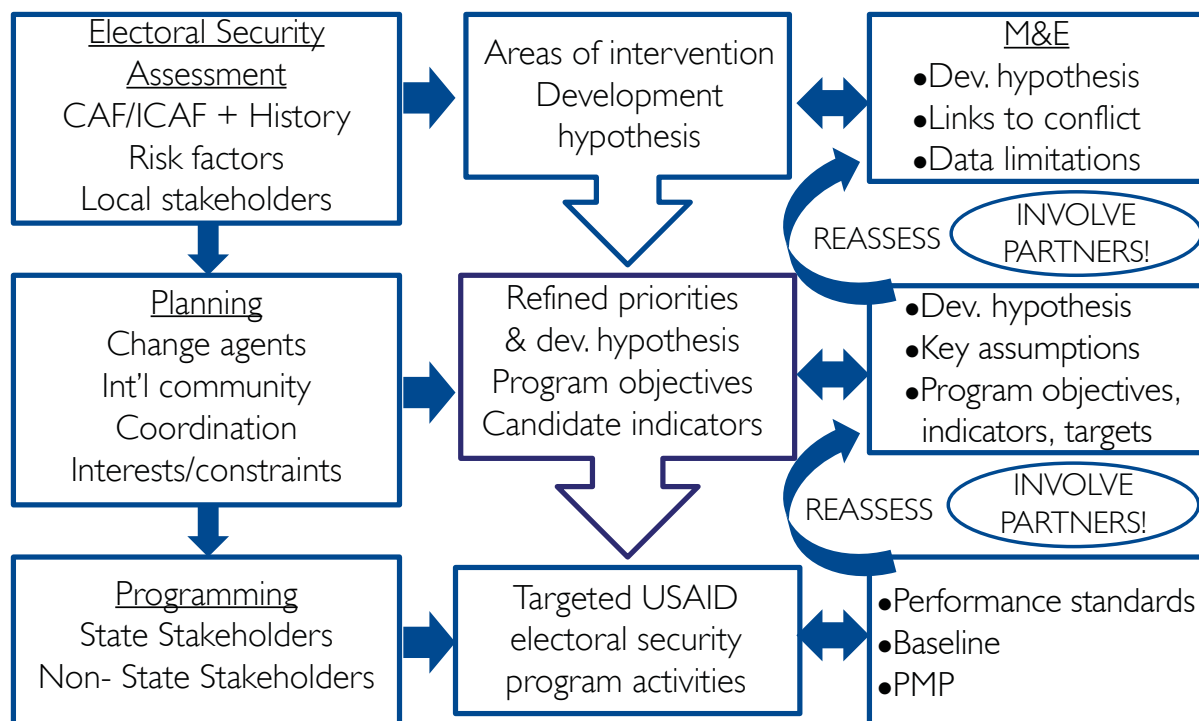 Electoral Security
Assessment
CAF/ICAF + History
Risk factors
Local stakeholders
Areas of intervention
Development
hypothesis
M&E
•Dev. hypothesis
•Links to conflict
•Data limitations
REASSESS
INVOLVE
PARTNERS!
Planning
Change agents
Int'l community
Coordination
Interests/constraints
Refined priorities
& dev. hypothesis
Program objectives
Candidate indicators
•Dev. hypothesis
•Key assumptions
•Program objectives,
indicators, targets
REASSESS
INVOLVE
PARTNERS!
Programming
State Stakeholders
Non- State Stakeholders
Targeted USAID
electoral security
program activities
•Performance standards
•Baseline
•PMP